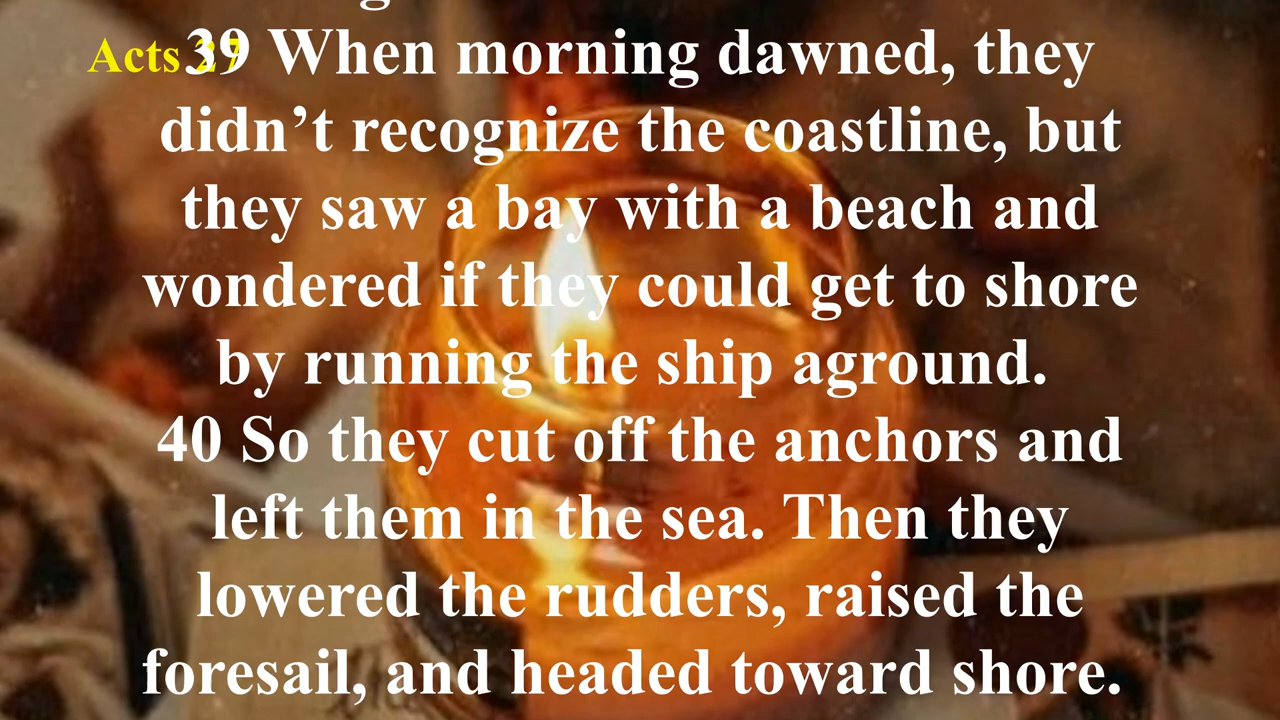 Acts 27
39 When morning dawned, they
didn’t recognize the coastline, but
they saw a bay with a beach and
wondered if they could get to shore
by running the ship aground.
40 So they cut off the anchors and
left them in the sea. Then they
lowered the rudders, raised the
foresail, and headed toward shore.